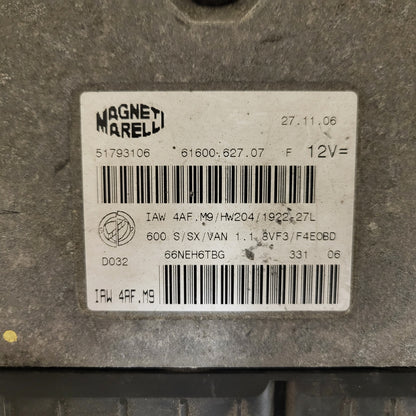 MAGNETI MARELLI
27.11.06
51793106 61600.627.07 F 12V=
IAW 4AF.M9/HW204/1922-27L
600 S/SX/VAN 1.1 8VF3/F4EOBD
D032 66NEH6TBG 331 06
IAW 4AF.M9